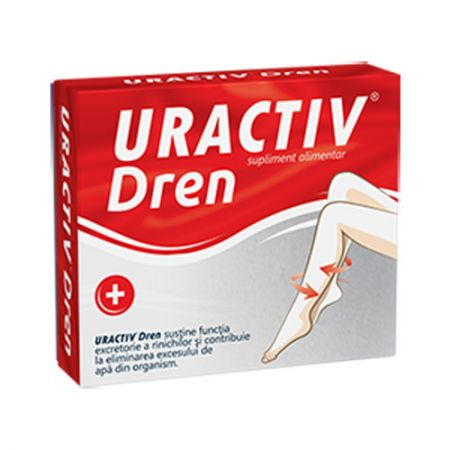 URACTIV Dren
URACTIV®
supliment alimentar
Dren
URACTIV Dren
URACTIV Dren susține funcția
excretorie a rinichilor și contribuie
la eliminarea excesului de
apă din organism.